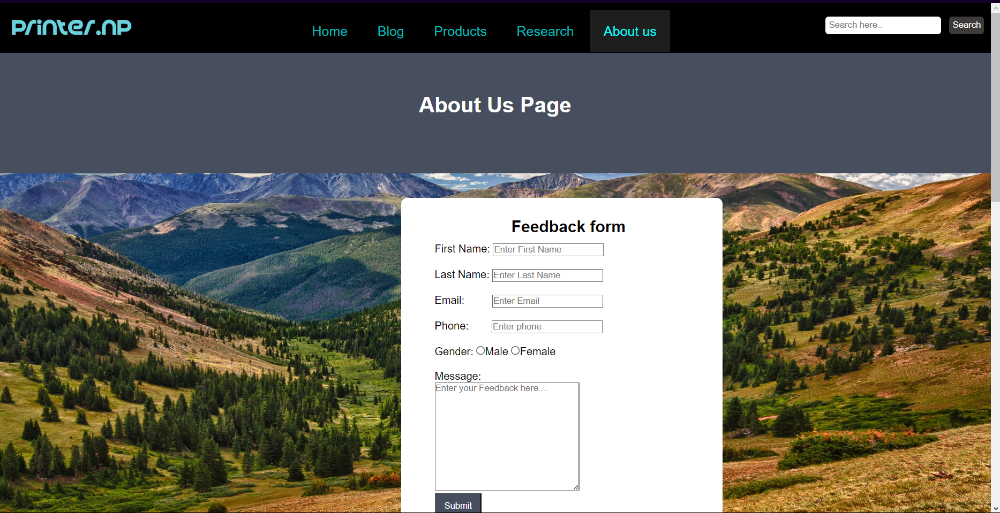 Printer.NP
Home Blog Products Research About us
Search here.. Search
About Us Page
Feedback form
First Name: Enter First Name
Last Name: Enter Last Name
Email: Enter Email
Phone: Enter phone
Gender: Male Female
Message:
Enter your Feedback here....
Submit